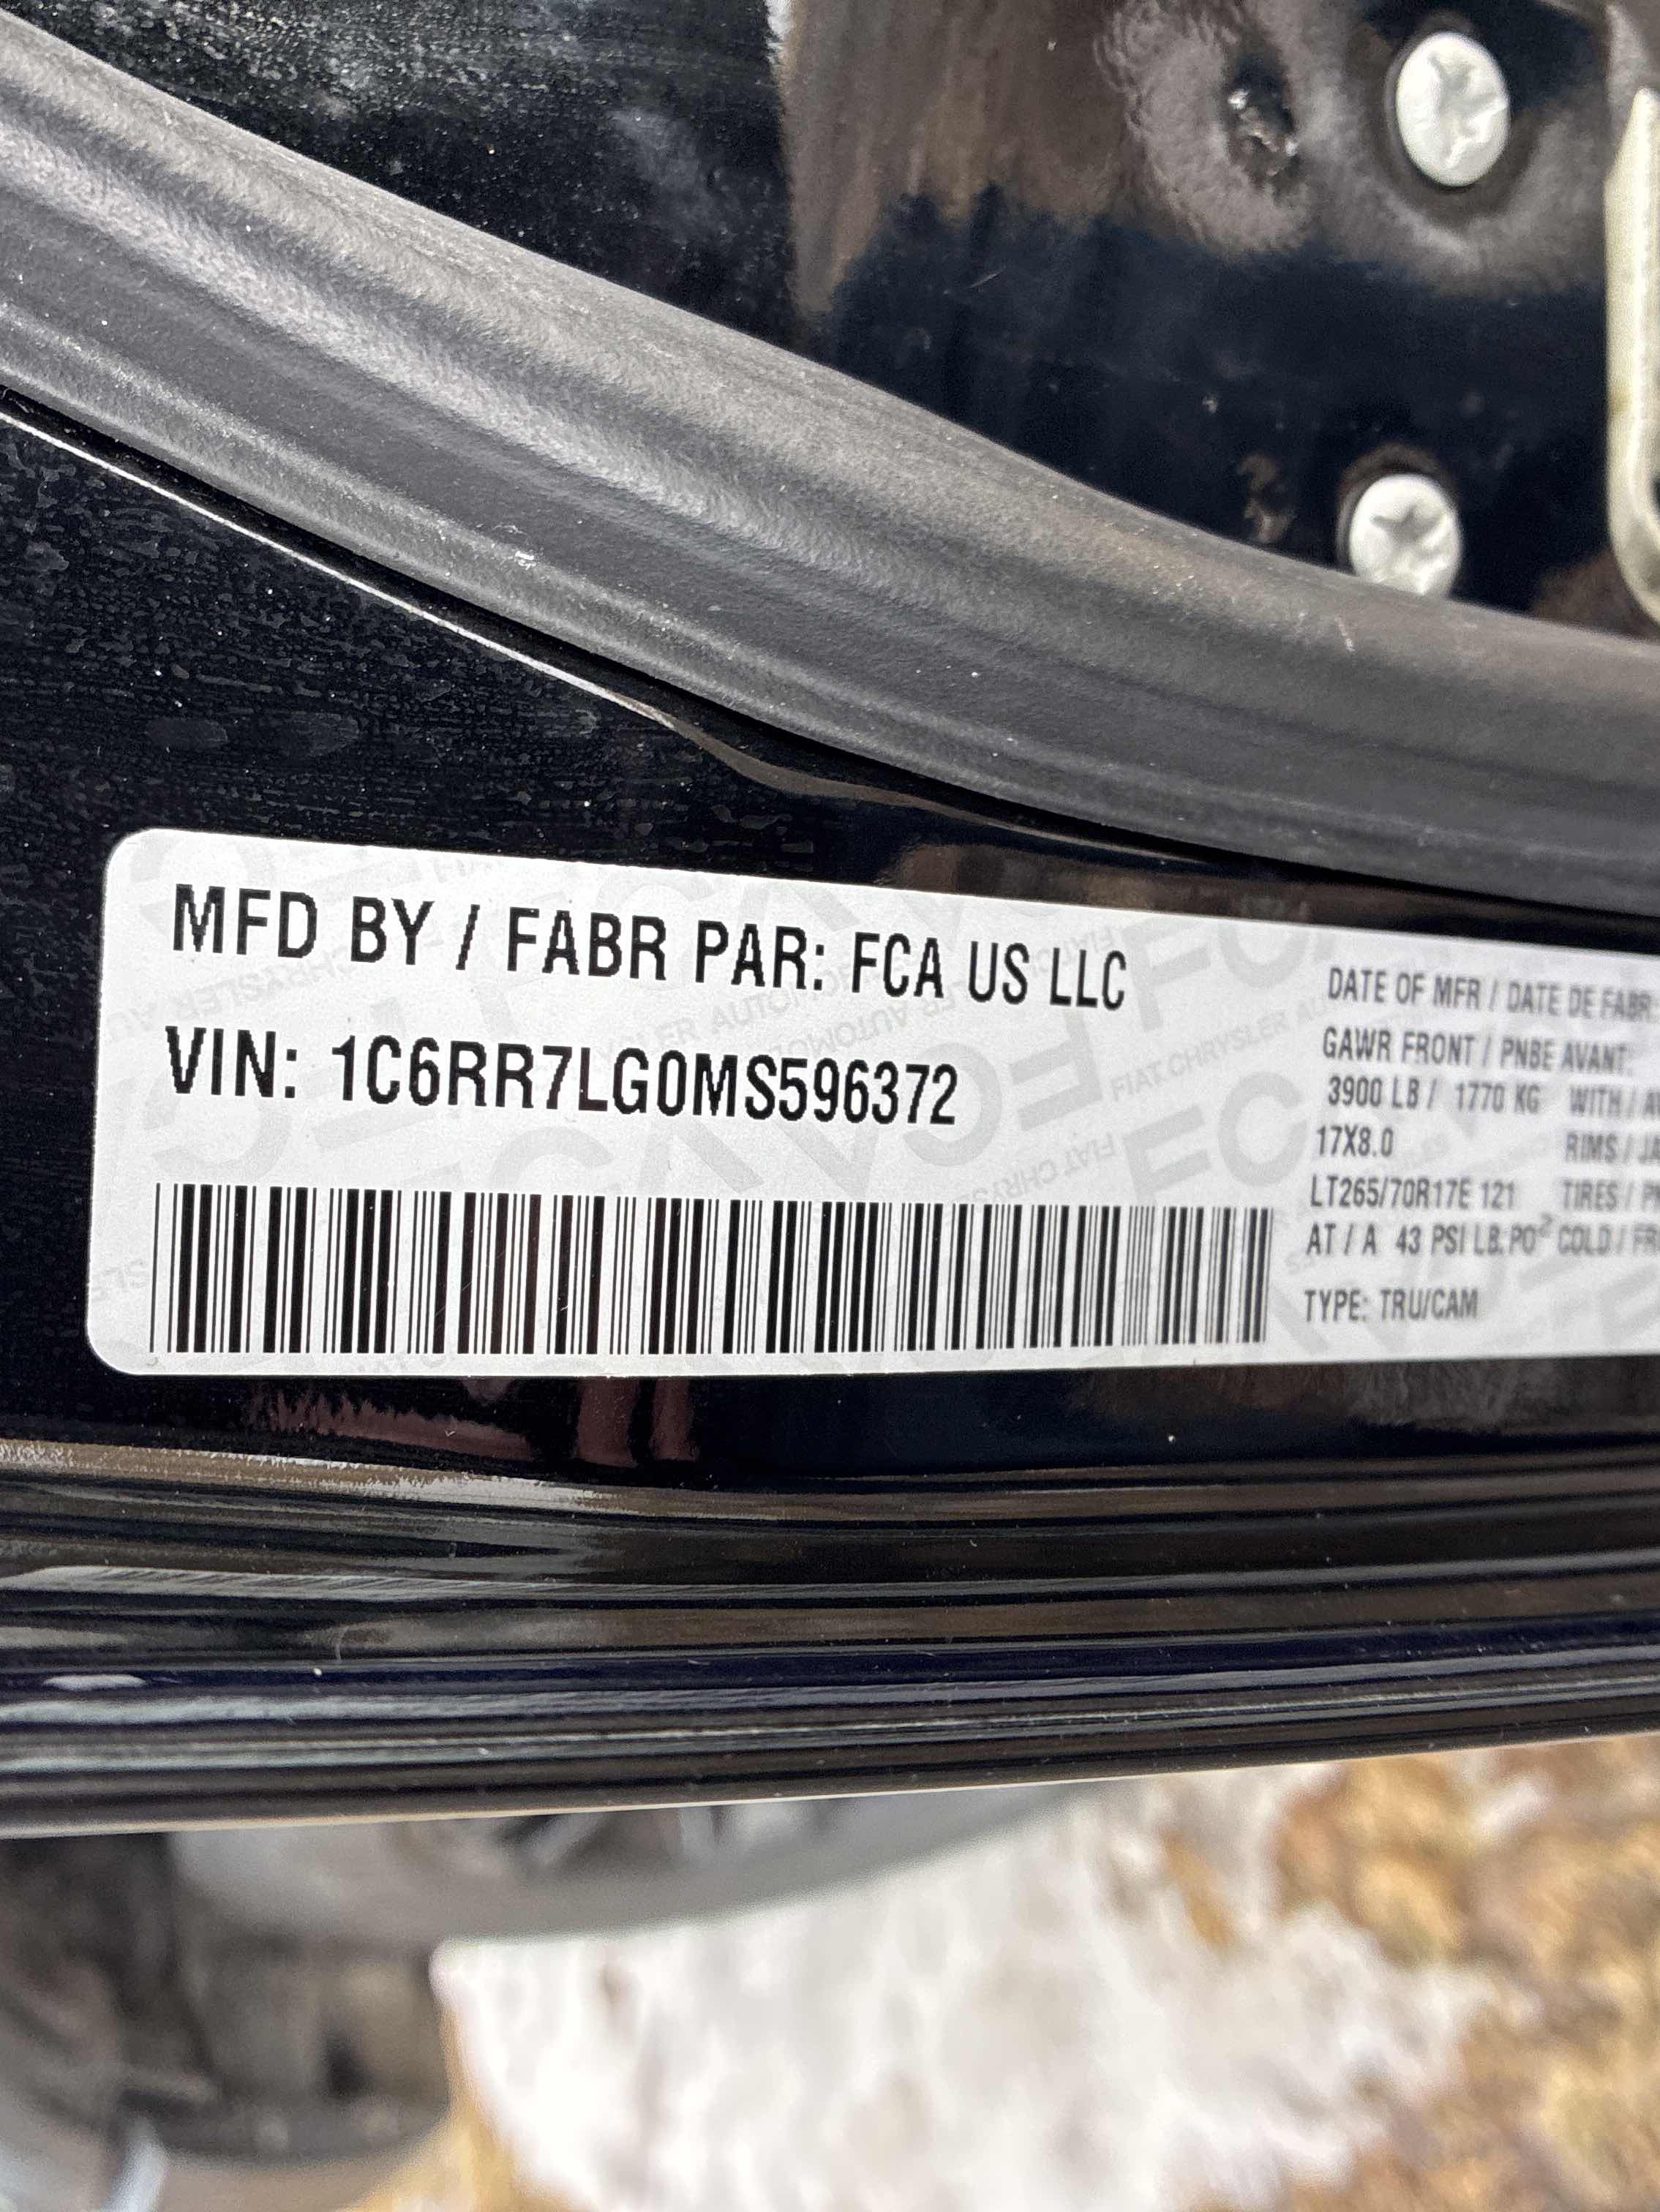 MFD BY / FABR PAR: FCA US LLC
VIN: 1C6RR7LG0MS596372
DATE OF MFR / DATE DE FABR:
GAWR FRONT / PNBE AVANT:
3900 LB / 1770 KG WITH /
17X8.0 RIMS /
LT265/70R17E 121 TIRES /
AT / A 43 PSI LB.PO² COLD /
TYPE: TRU/CAM